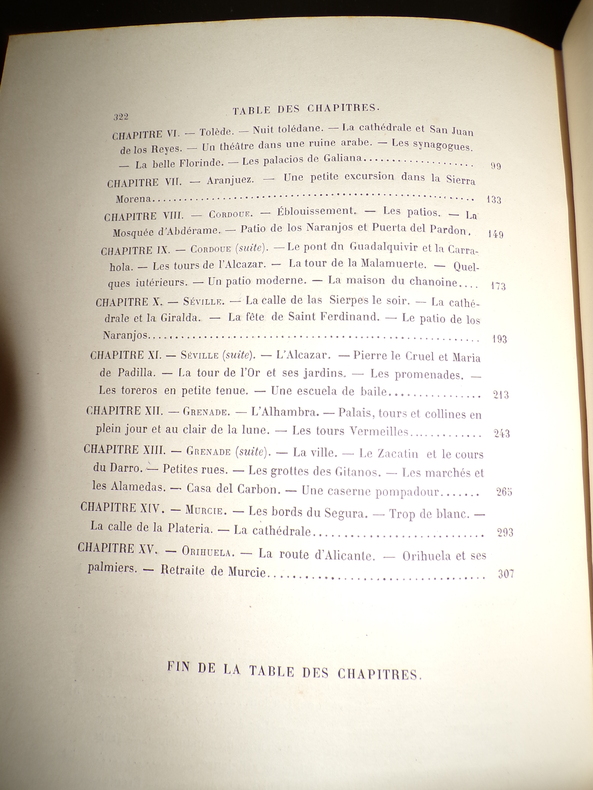 322
TABLE DES CHAPITRES.
CHAPITRE VI. — Tolède. — Nuit tolédane. — La cathédrale et San Juan
de los Reyes. — Un théâtre dans une ruine arabe. — Les synagogues.
— La belle Florinde. — Les palacios de Galiana.................... 99
CHAPITRE VII. — Aranjuez. — Une petite excursion dans la Sierra
Morena.................... 133
CHAPITRE VIII. — CORDOUE. — Éblouissement. — Les patios. — La
Mosquée d'Abdérame. — Patio de los Naranjos et Puerta del Pardon. 149
CHAPITRE IX. — CORDOUE (suite). — Le pont dn Guadalquivir et la Carra-
hola. — Les tours de l'Alcazar. — La tour de la Malamuerte. — Quel-
ques intérieurs. — Un patio moderne. — La maison du chanoine.... 173
CHAPITRE X. — SÉVILLE. — La calle de las Sierpes le soir. — La cathé-
drale et la Giralda. — La fête de Saint Ferdinand. — Le patio de los
Naranjos.................... 193
CHAPITRE XI. — SÉVILLE (suite). — L'Alcazar. — Pierre le Cruel et Maria
de Padilla. — La tour de l'Or et ses jardins. — Les promenades. —
Les toreros en petite tenue. — Une escuela de baile............... 213
CHAPITRE XII. — GRENADE. — L'Alhambra. — Palais, tours et collines en
plein jour et au clair de la lune. — Les tours Vermeilles............ 243
CHAPITRE XIII. — GRENADE (suite). — La ville. — Le Zacatin et le cours
du Darro. — Petites rues. — Les grottes des Gitanos. — Les marchés et
les Alamedas. — Casa del Carbon. — Une caserne pompadour....... 265
CHAPITRE XIV. — MURCIE. — Les bords du Segura. — Trop de blanc. —
La calle de la Plateria. — La cathédrale.................... 293
CHAPITRE XV. — ORIHUELA. — La route d'Alicante. — Orihuela et ses
palmiers. — Retraite de Murcie.................... 307
FIN DE LA TABLE DES CHAPITRES.